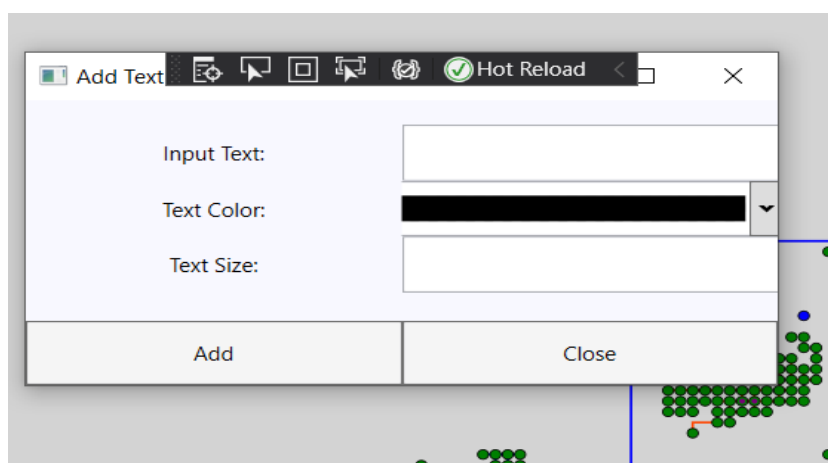 Add Text
Hot Reload
Input Text:
Text Color:
Text Size:
Add
Close